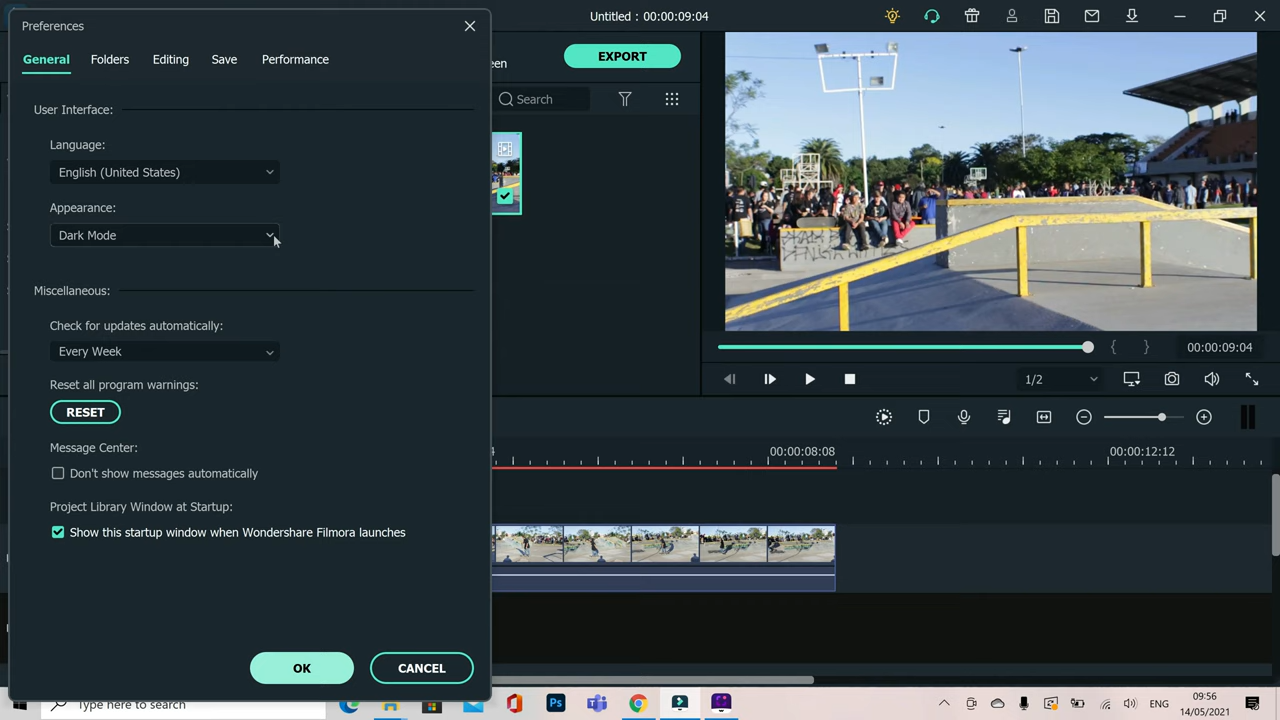 Preferences
General Folders Editing Save Performance
User Interface:
Language:
English (United States)
Appearance:
Dark Mode
Miscellaneous:
Check for updates automatically:
Every Week
Reset all program warnings:
RESET
Message Center:
Don't show messages automatically
Project Library Window at Startup:
Show this startup window when Wondershare Filmora launches
OK CANCEL
Untitled : 00:00:09:04
een
EXPORT
Search
00:00:09:04
1/2
4 00:00:08:08 00:00:12:12
Type here to search
Ps
ENG
09:56
14/05/2021